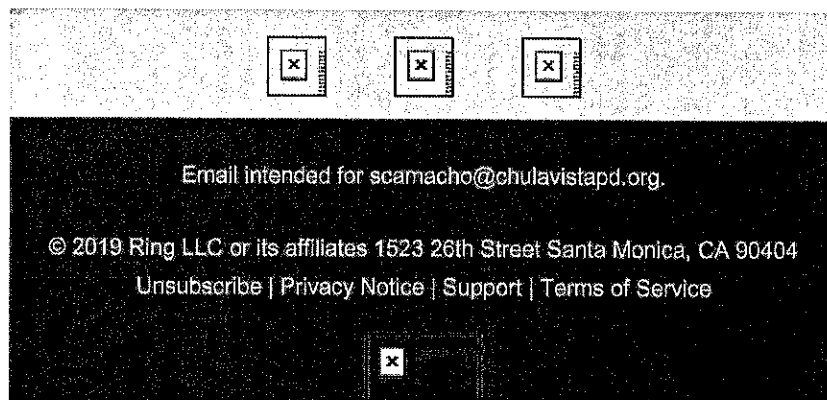 Email intended for scamacho@chulavistapd.org.
© 2019 Ring LLC or its affiliates 1523 26th Street Santa Monica, CA 90404
Unsubscribe | Privacy Notice | Support | Terms of Service